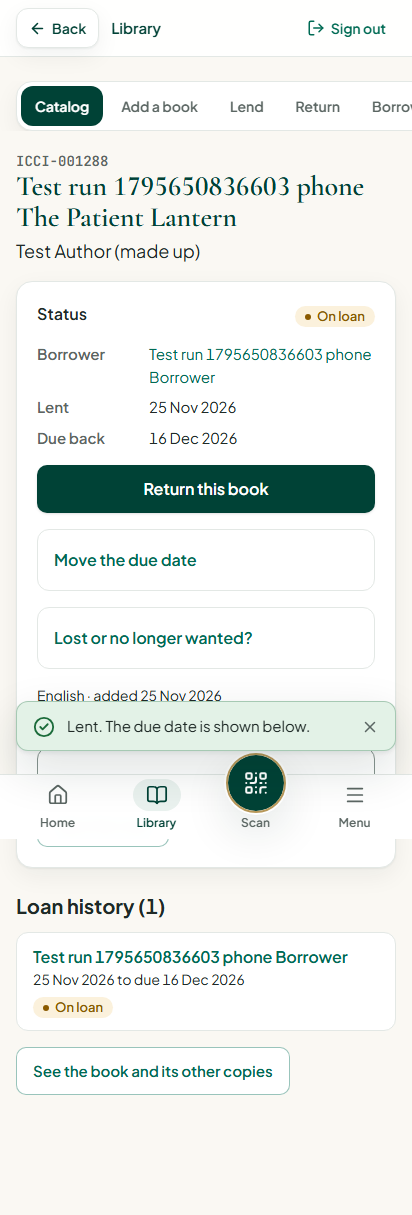 Back
Library
Sign out
Catalog
Add a book
Lend
Return
Borrow
ICCI-001288
Test run 1795650836603 phone
The Patient Lantern
Test Author (made up)
Status
On loan
Borrower
Test run 1795650836603 phone
Borrower
Lent
25 Nov 2026
Due back
16 Dec 2026
Return this book
Move the due date
Lost or no longer wanted?
English · added 25 Nov 2026
Lent. The due date is shown below.
Home
Library
Scan
Menu
Loan history (1)
Test run 1795650836603 phone Borrower
25 Nov 2026 to due 16 Dec 2026
On loan
See the book and its other copies